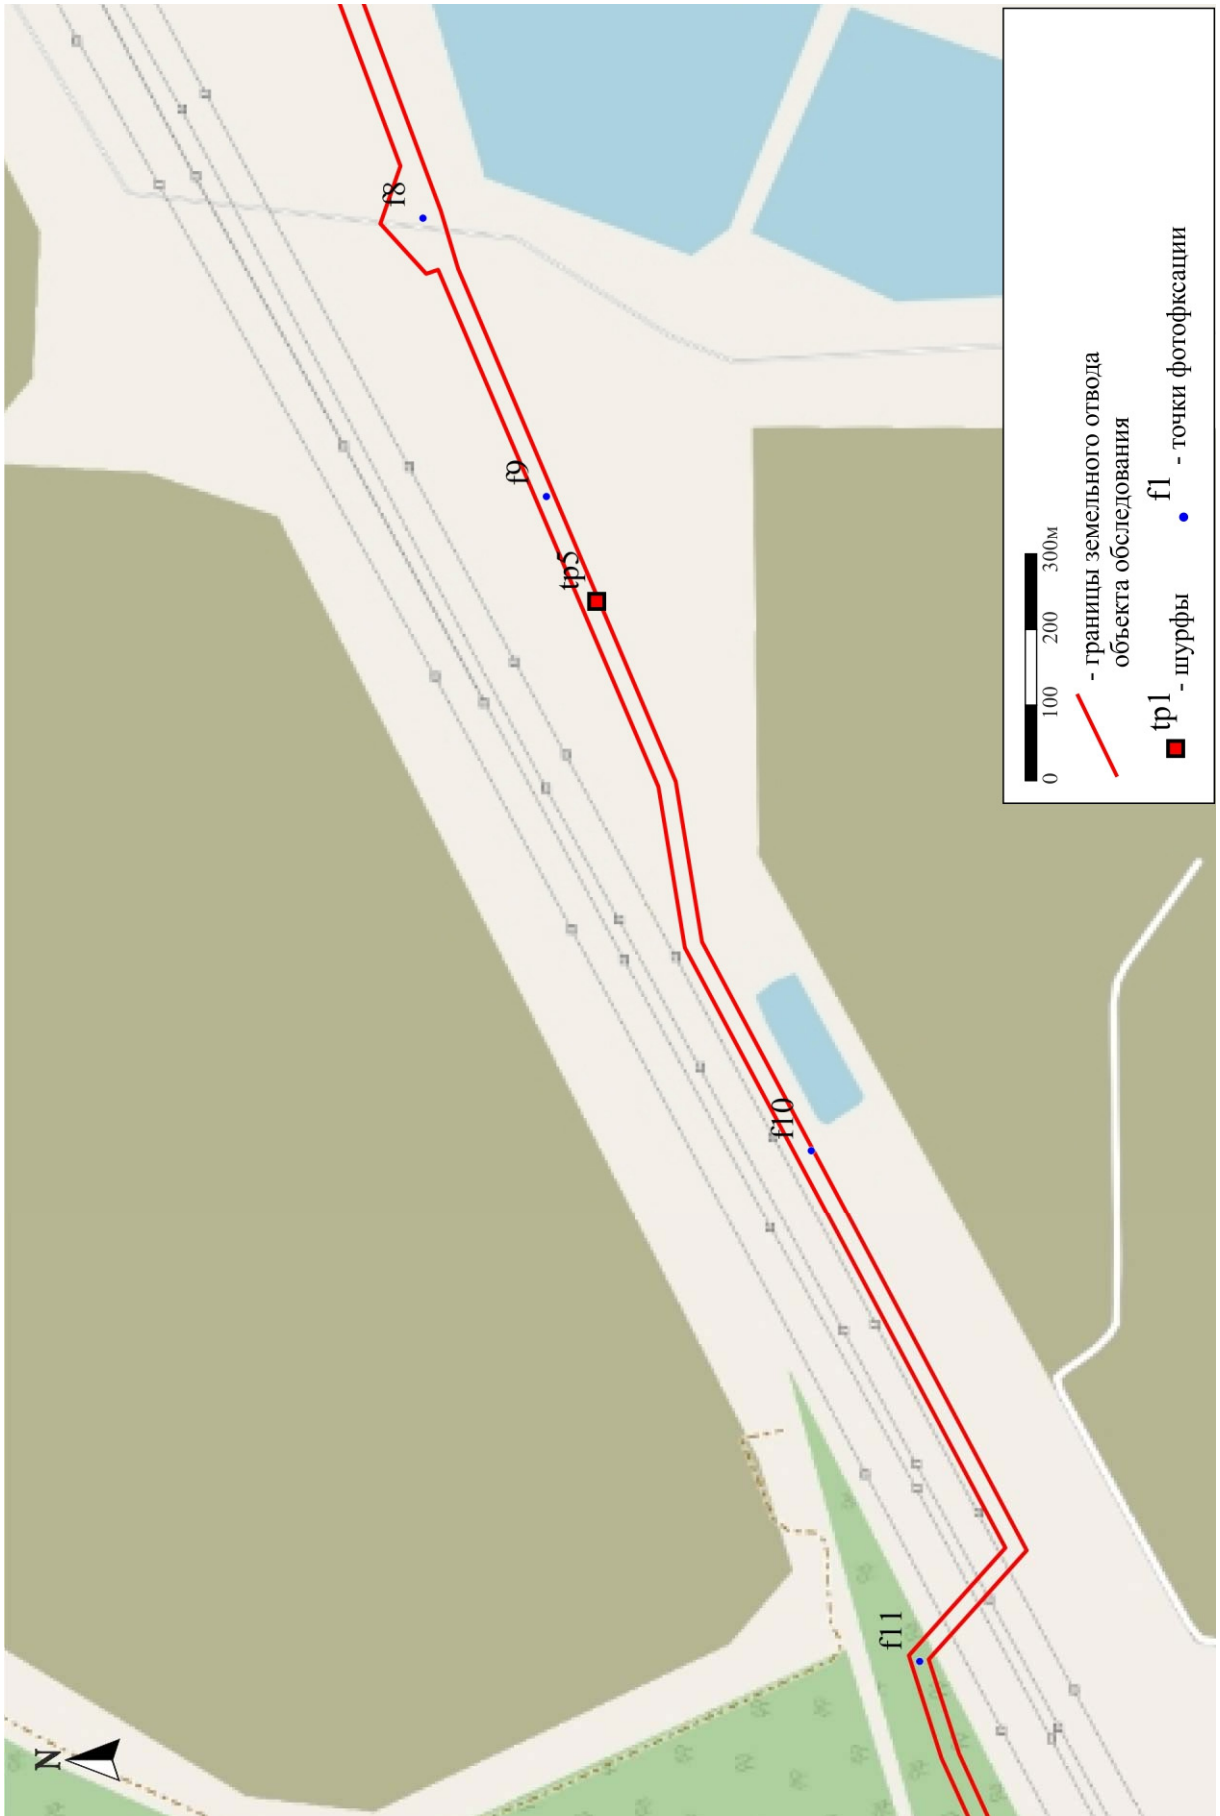 N
f8
f9
tp5
f10
f11
0 100 200 300м
- границы земельного отвода
объекта обследования
tp1 - шурфы
f1 - точки фотофксации